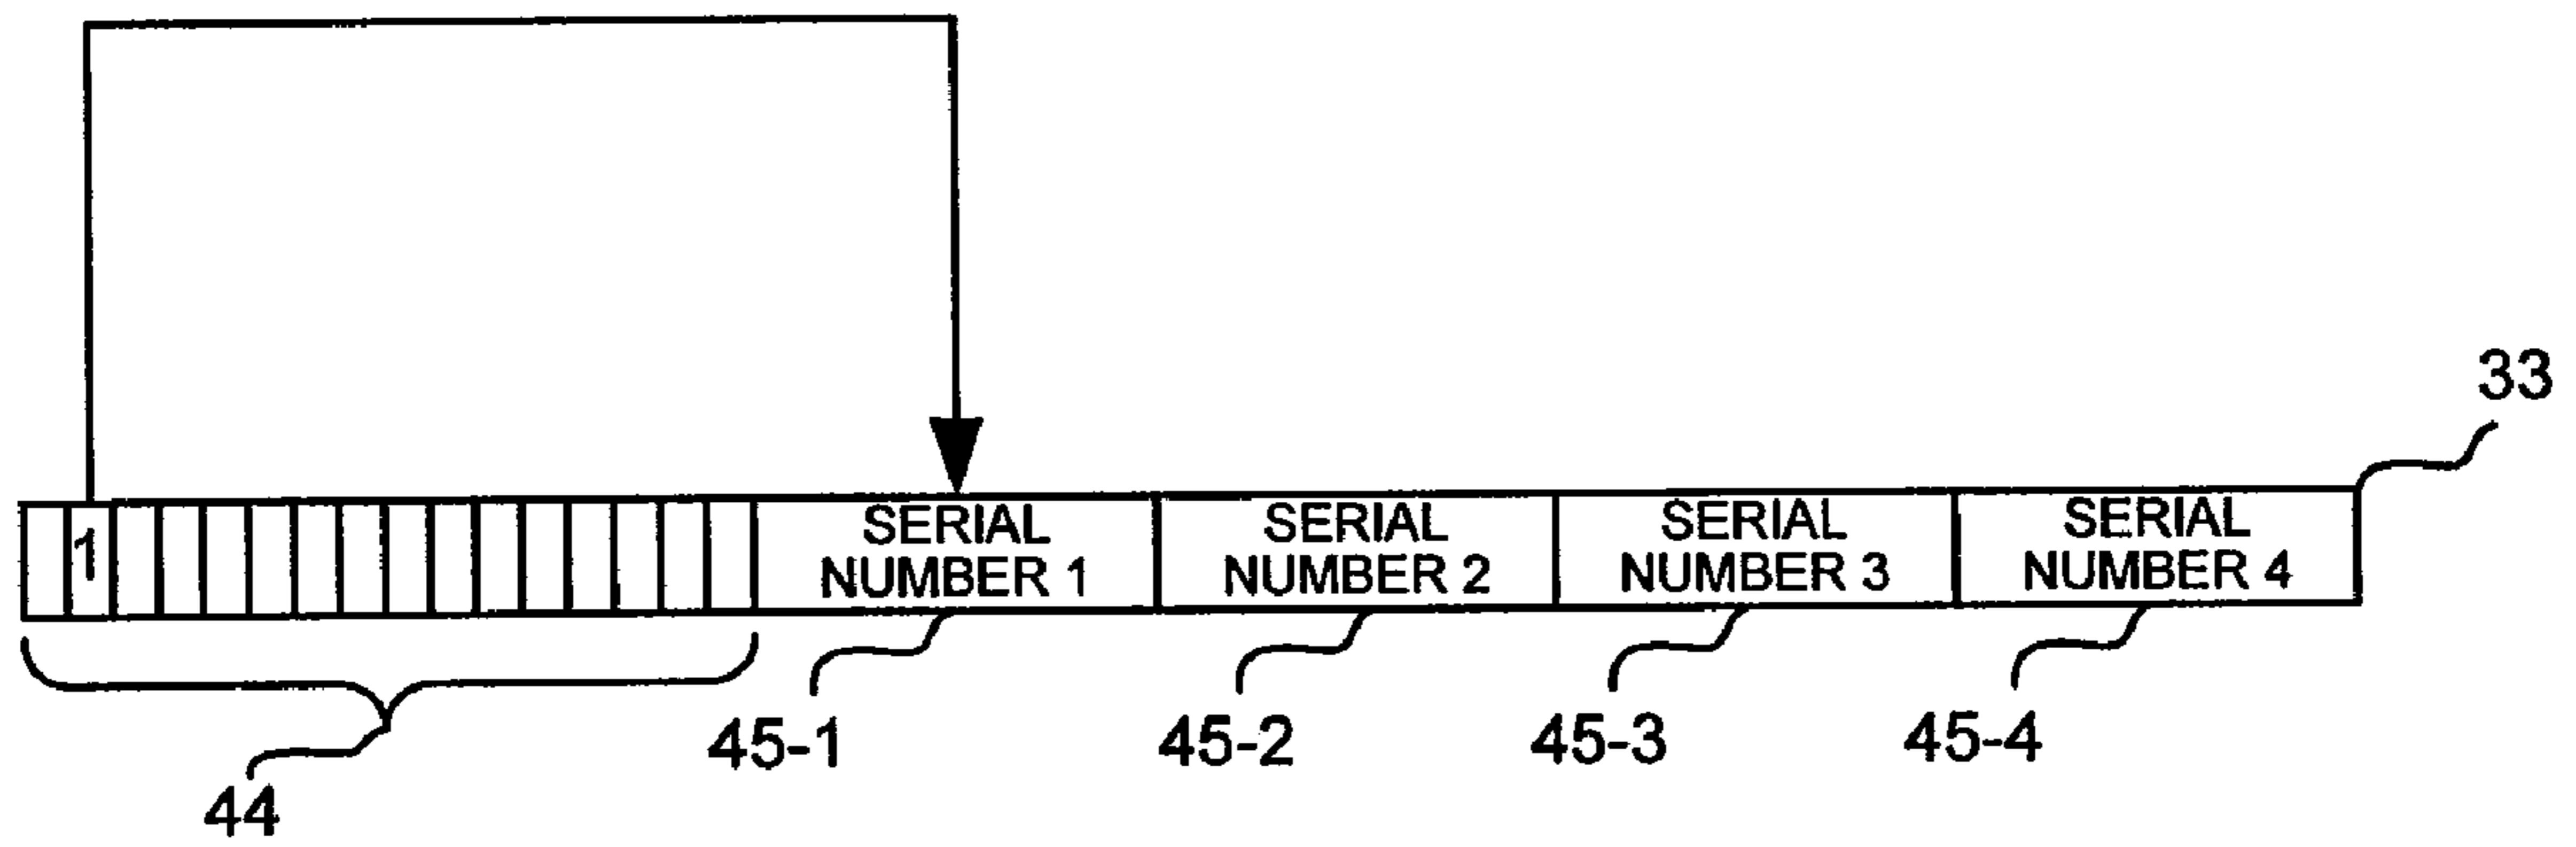 33
1
SERIAL
NUMBER 1
SERIAL
NUMBER 2
SERIAL
NUMBER 3
SERIAL
NUMBER 4
45-1
45-2
45-3
45-4
44